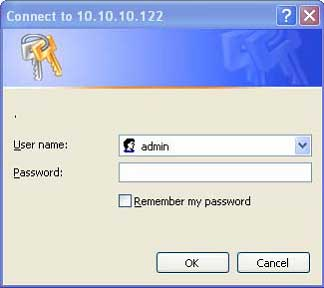 Connect to 10.10.10.122
.
User name:
admin
Password:
Remember my password
OK
Cancel